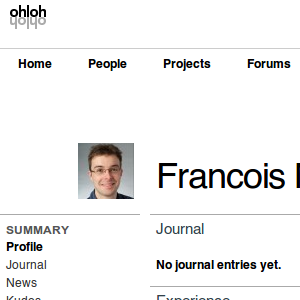 ohloh
Home People Projects Forums
Francois
SUMMARY
Profile
Journal
News
Kudos
Journal
No journal entries yet.
Experience